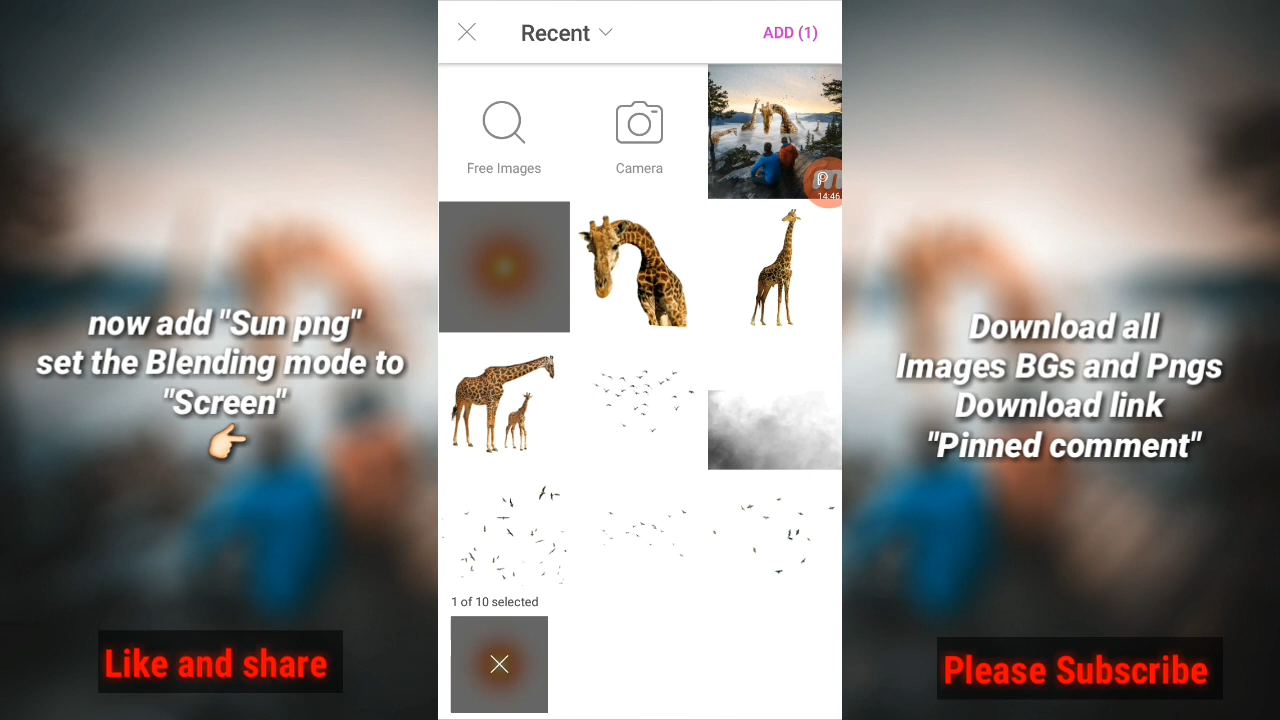 Recent
ADD (1)
Free Images
Camera
14:46
now add "Sun png"
set the Blending mode to
"Screen"
Download all
Images BGs and Pngs
Download link
"Pinned comment"
1 of 10 selected
Like and share
Please Subscribe